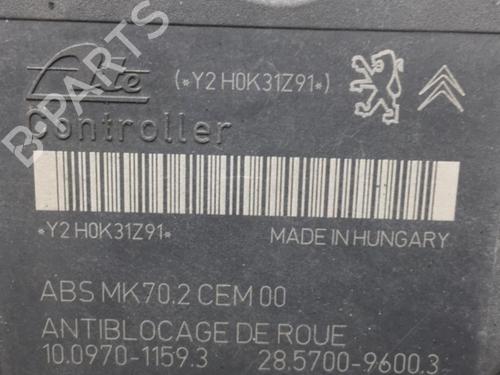 Ate
(*Y2 H0K31Z91*)
Controller
*Y2 H0K31Z91*
MADE IN HUNGARY
ABS MK70.2 CEM 00
ANTIBLOCAGE DE ROUE
10.0970-1159.3 28.5700-9600.3
B-PARTS